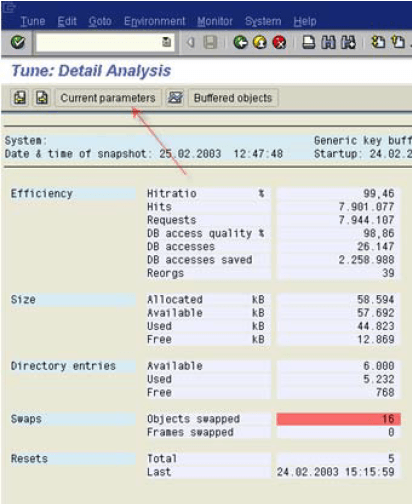 Tune Edit Goto Environment Monitor System Help
Tune: Detail Analysis
Current parameters Buffered objects
System: Generic key buff
Date & time of snapshot: 25.02.2003 12:47:48 Startup: 24.02.2
Efficiency Hitratio % 99,46
Hits 7.901.077
Requests 7.944.107
DB access quality % 98,86
DB accesses 26.147
DB accesses saved 2.258.988
Reorgs 39
Size Allocated kB 58.594
Available kB 57.692
Used kB 44.823
Free kB 12.869
Directory entries Available 6.000
Used 5.232
Free 768
Swaps Objects swapped 16
Frames swapped 0
Resets Total 5
Last 24.02.2003 15:15:59